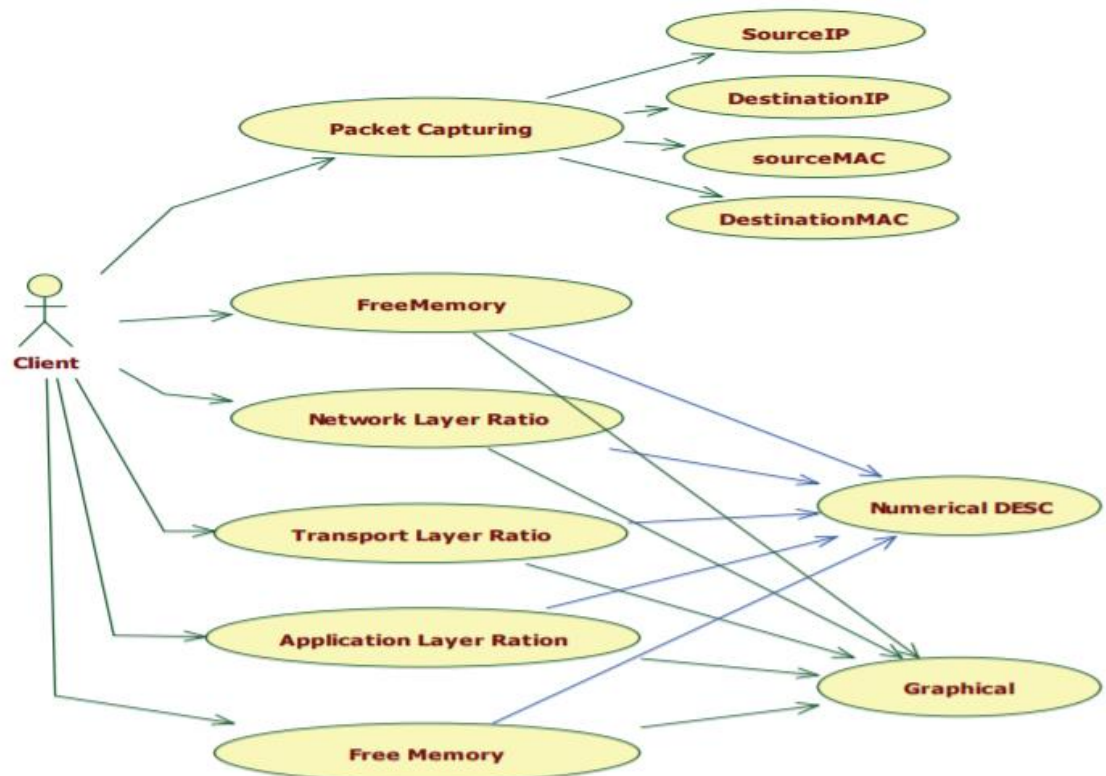 SourceIP
DestinationIP
Packet Capturing
sourceMAC
DestinationMAC
FreeMemory
Client
Network Layer Ratio
Numerical DESC
Transport Layer Ratio
Application Layer Ration
Graphical
Free Memory